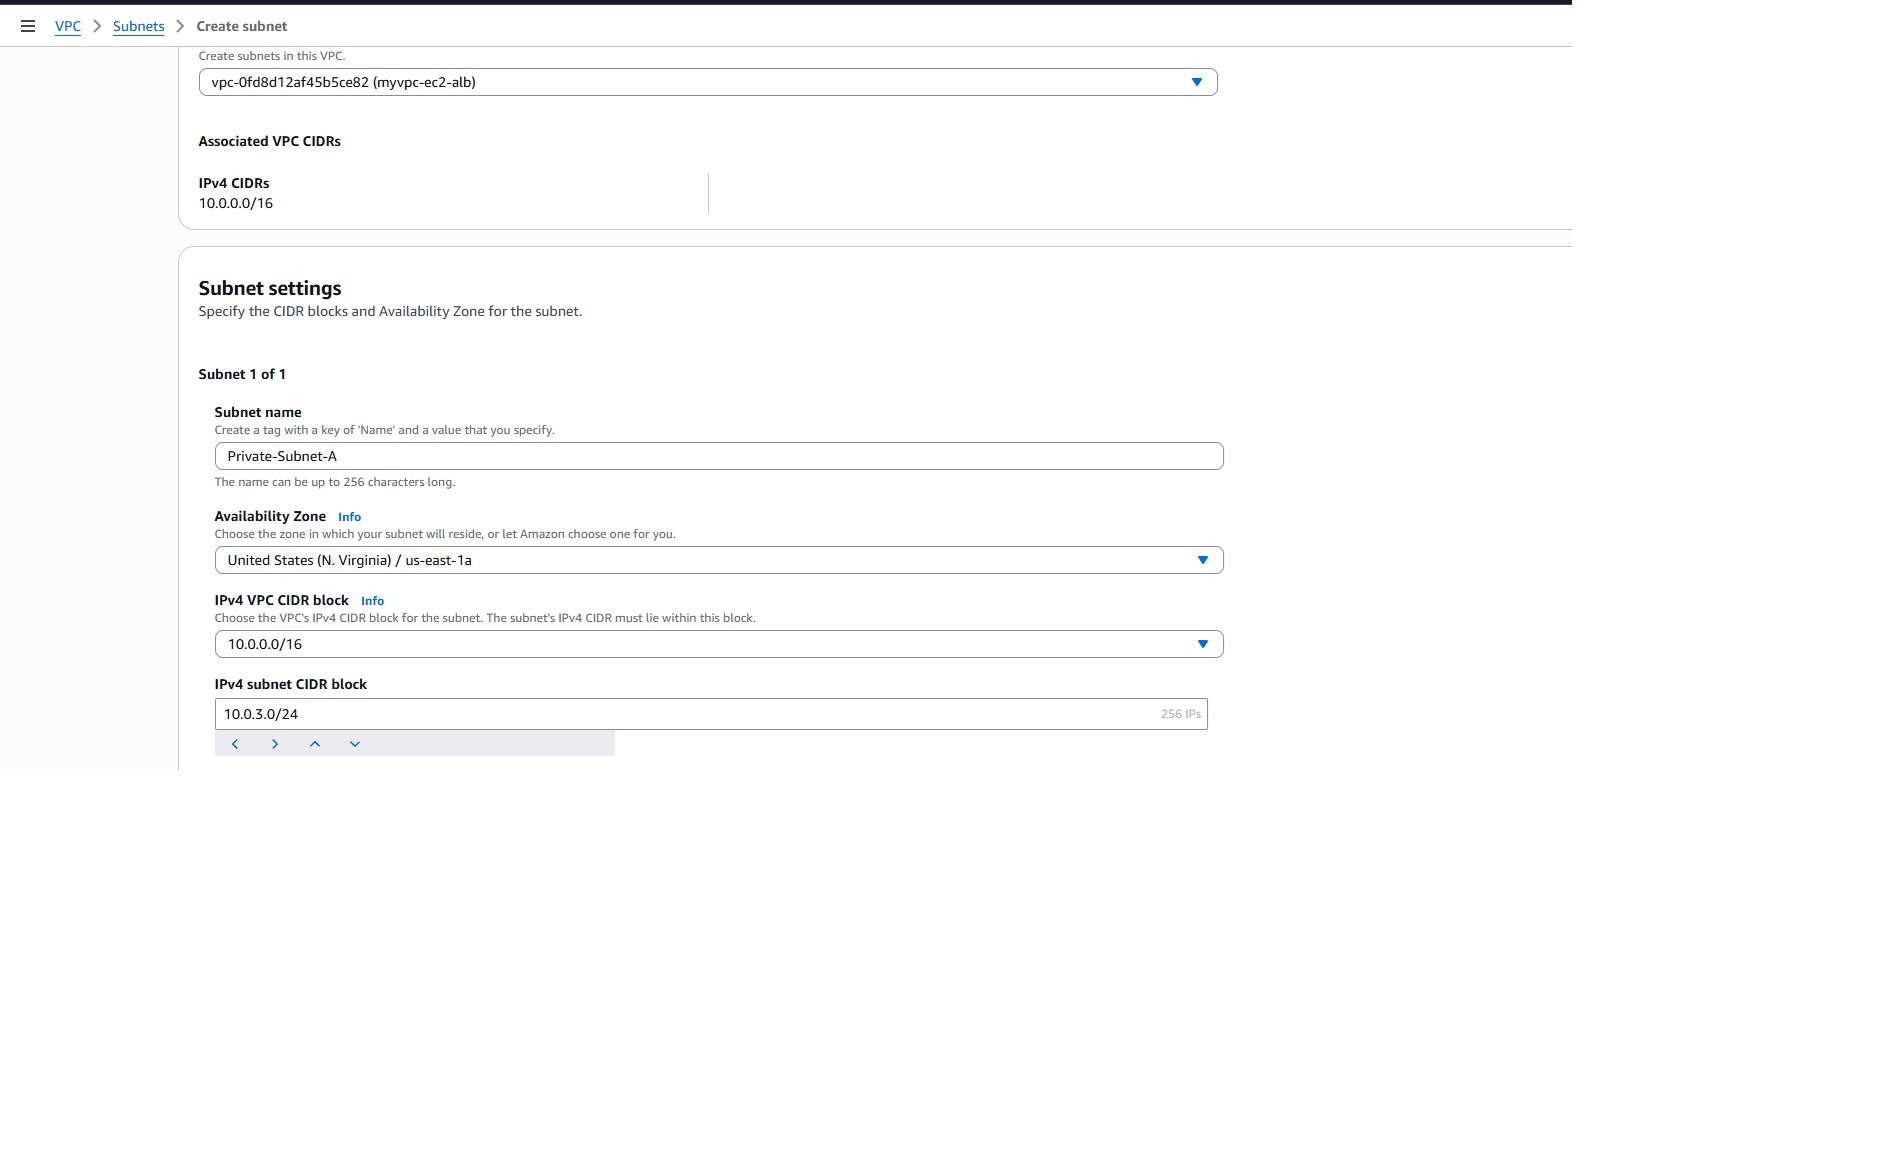 VPC > Subnets > Create subnet
Create subnets in this VPC.
vpc-0fd8d12af45b5ce82 (myvpc-ec2-alb)
Associated VPC CIDRs
IPv4 CIDRs
10.0.0.0/16
Subnet settings
Specify the CIDR blocks and Availability Zone for the subnet.
Subnet 1 of 1
Subnet name
Create a tag with a key of 'Name' and a value that you specify.
Private-Subnet-A
The name can be up to 256 characters long.
Availability Zone Info
Choose the zone in which your subnet will reside, or let Amazon choose one for you.
United States (N. Virginia) / us-east-1a
IPv4 VPC CIDR block Info
Choose the VPC's IPv4 CIDR block for the subnet. The subnet's IPv4 CIDR must lie within this block.
10.0.0.0/16
IPv4 subnet CIDR block
10.0.3.0/24 256 IPs